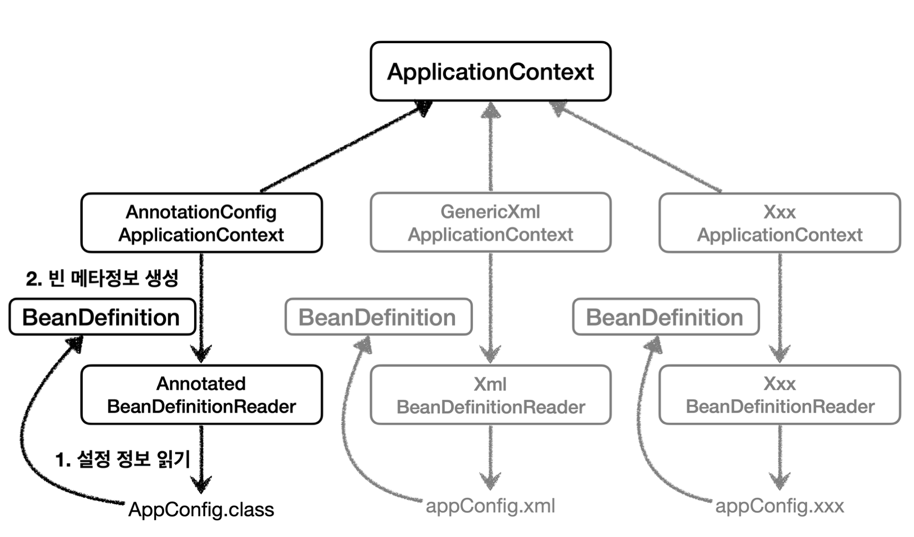 ApplicationContext
AnnotationConfig
ApplicationContext
GenericXml
ApplicationContext
Xxx
ApplicationContext
2. 빈 메타정보 생성
BeanDefinition
BeanDefinition
BeanDefinition
Annotated
BeanDefinitionReader
Xml
BeanDefinitionReader
Xxx
BeanDefinitionReader
1. 설정 정보 읽기
AppConfig.class
appConfig.xml
appConfig.xxx